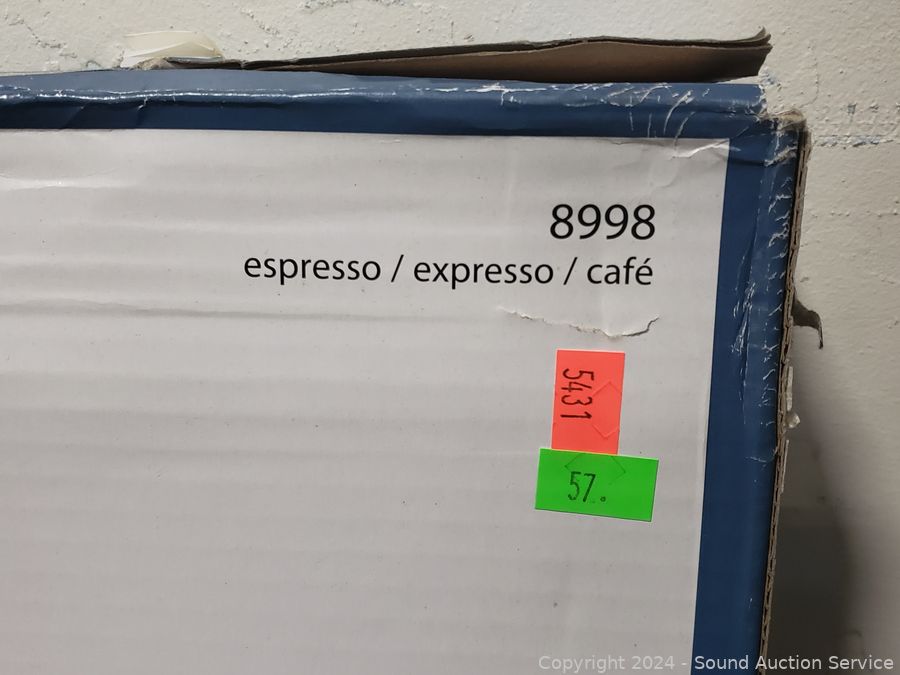 8998
espresso / expresso / café
5431
57.
Copyright 2024 - Sound Auction Service